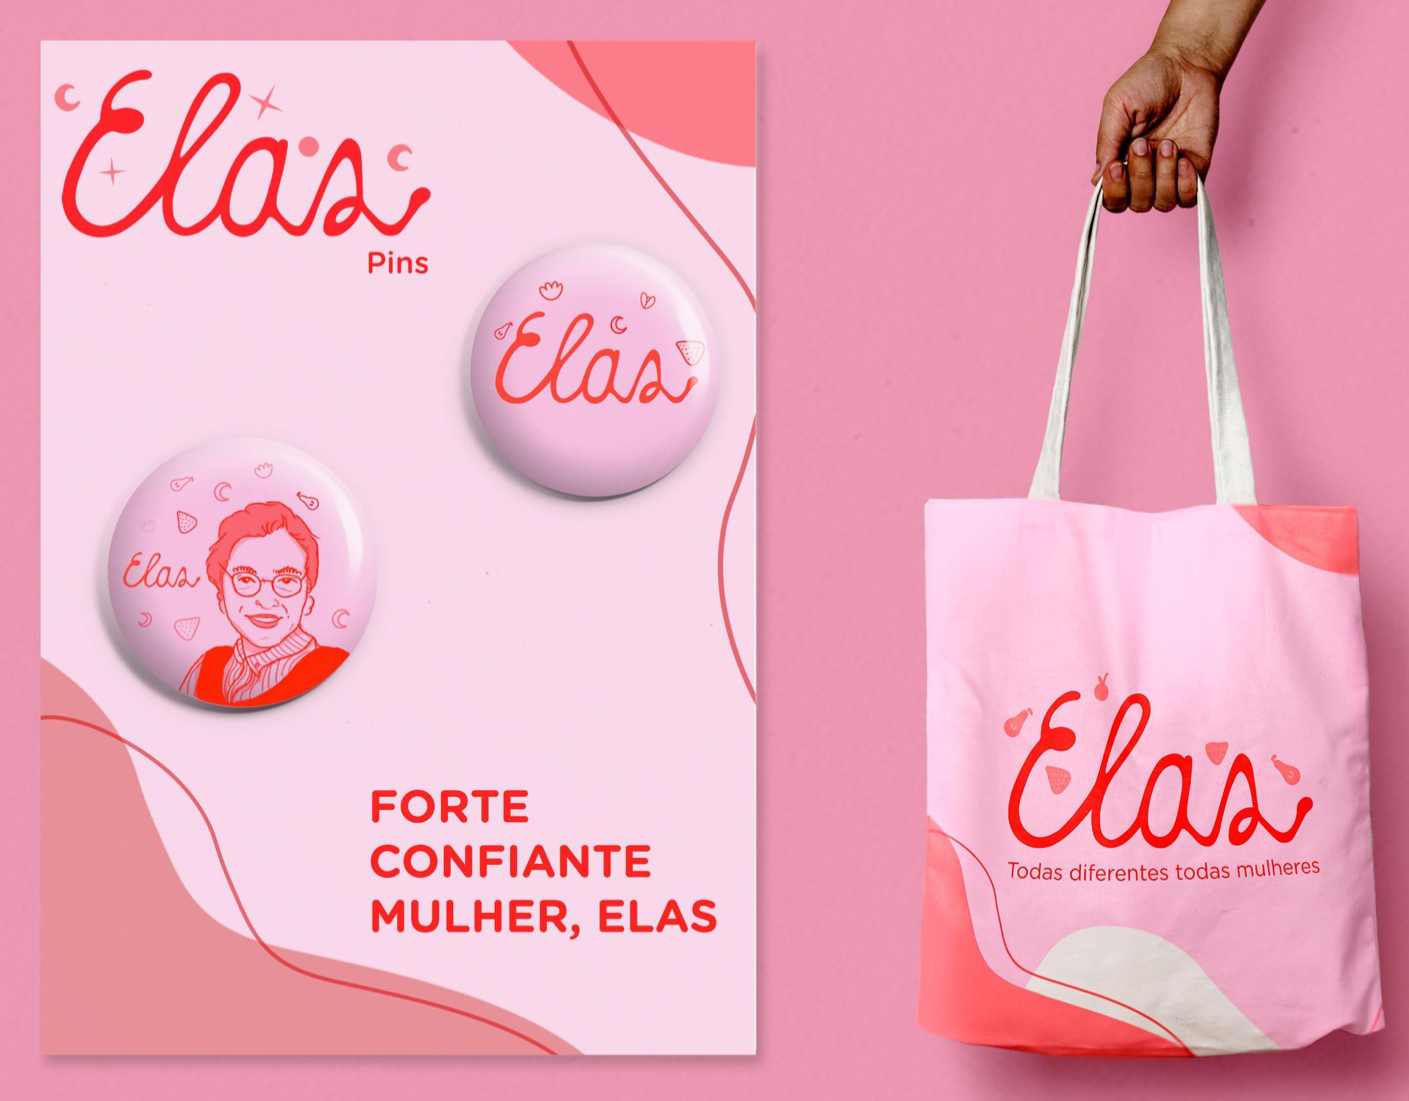 Elas
Pins
Elas
Elas
FORTE
CONFIANTE
MULHER, ELAS
Elas
Todas diferentes todas mulheres